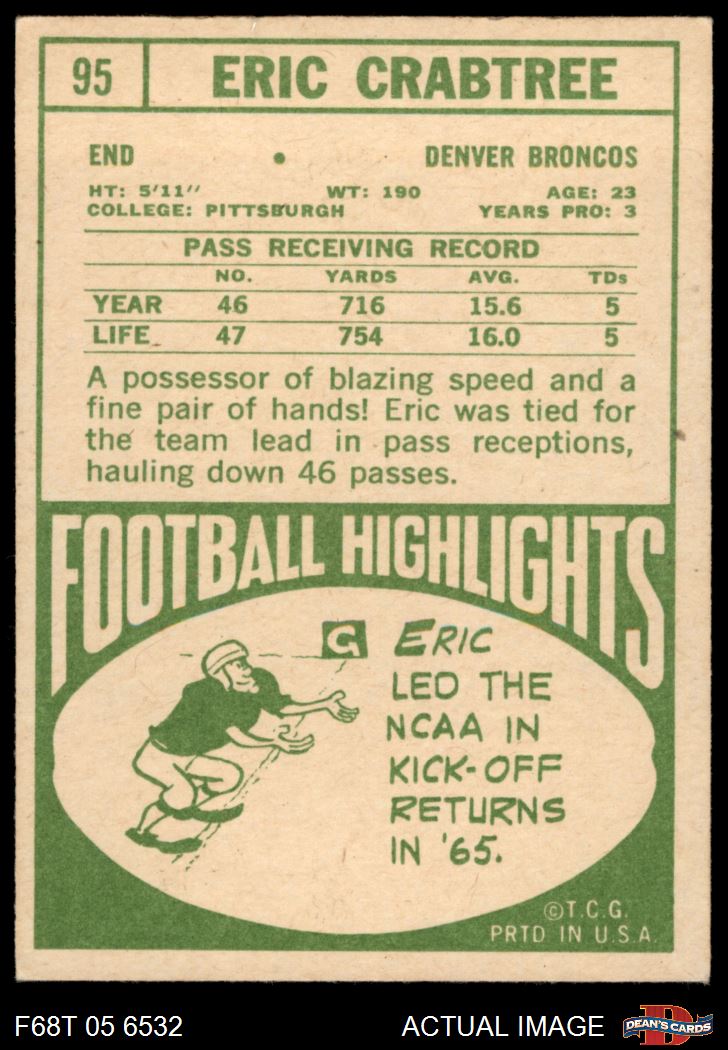 95 ERIC CRABTREE
END • DENVER BRONCOS
HT: 5'11" WT: 190 AGE: 23
COLLEGE: PITTSBURGH YEARS PRO: 3
PASS RECEIVING RECORD
NO. YARDS AVG. TDs
YEAR 46 716 15.6 5
LIFE 47 754 16.0 5
A possessor of blazing speed and a
fine pair of hands! Eric was tied for
the team lead in pass receptions,
hauling down 46 passes.
FOOTBALL HIGHLIGHTS
G ERIC
LED THE
NCAA IN
KICK-OFF
RETURNS
IN '65.
©T.C.G.
PRTD IN U.S.A.
F68T 05 6532 ACTUAL IMAGE D DEAN'S CARDS